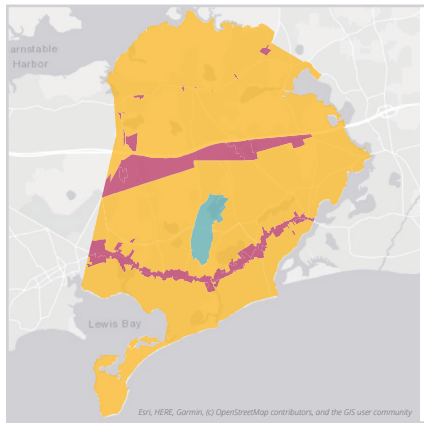 arnstable
Harbor
Lewis Bay
Esri, HERE, Garmin, (c) OpenStreetMap contributors, and the GIS user community